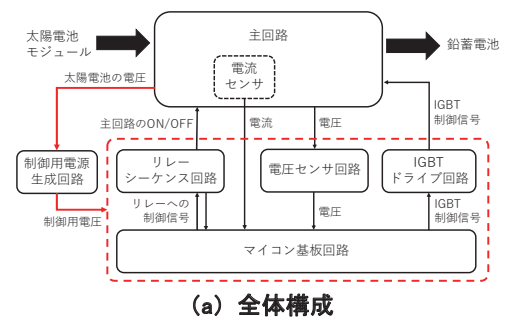 太陽電池
モジュール
主回路
鉛蓄電池
電流
センサ
太陽電池の電圧
主回路のON/OFF
電流
電圧
IGBT
制御信号
制御用電源
生成回路
リレー
シーケンス回路
電圧センサ回路
IGBT
ドライブ回路
制御用電圧
リレーへの
制御信号
電圧
IGBT
制御信号
マイコン基板回路
(a) 全体構成